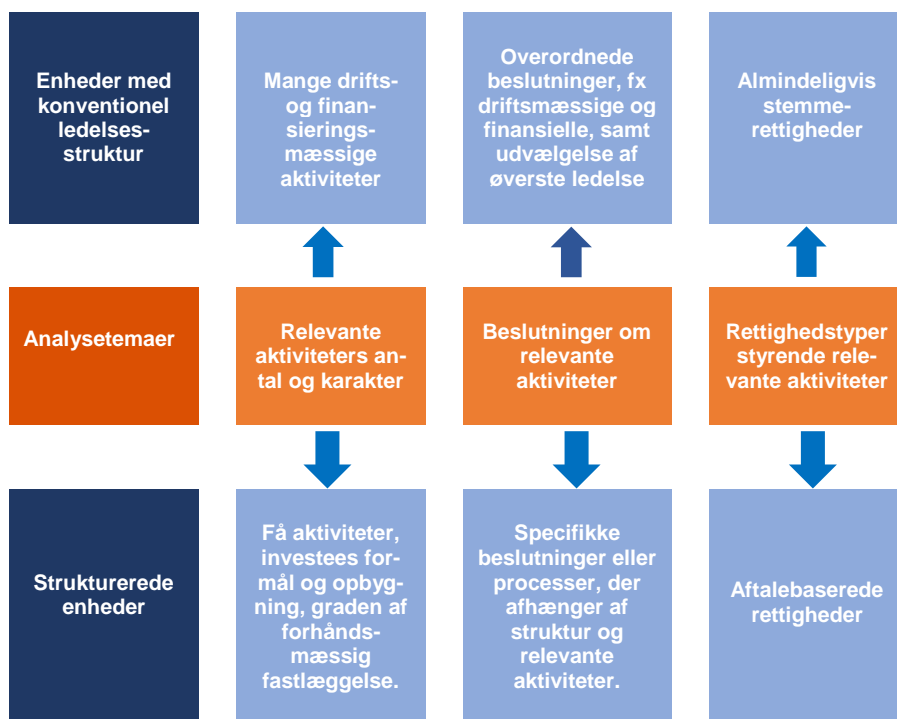 Enheder med
konventionel
ledelses-
struktur
Mange drifts-
og finan-
sierings-
mæssige
aktiviteter
Overordnede
beslutninger, fx
driftsmæssige og
finansielle, samt
udvælgelse af
øverste ledelse
Almindeligvis
stemme-
rettigheder
Analysetemaer
Relevante
aktiviteters an-
tal og karakter
Beslutninger om
relevante
aktiviteter
Rettighedstyper
styrende rele-
vante aktiviteter
Strukturerede
enheder
Få aktiviteter,
investees for-
mål og opbyg-
ning, graden af
forhånds-
mæssig
fastlæggelse.
Specifikke
beslutninger eller
processer, der
afhænger af
struktur og
relevante
aktiviteter.
Aftalebaserede
rettigheder